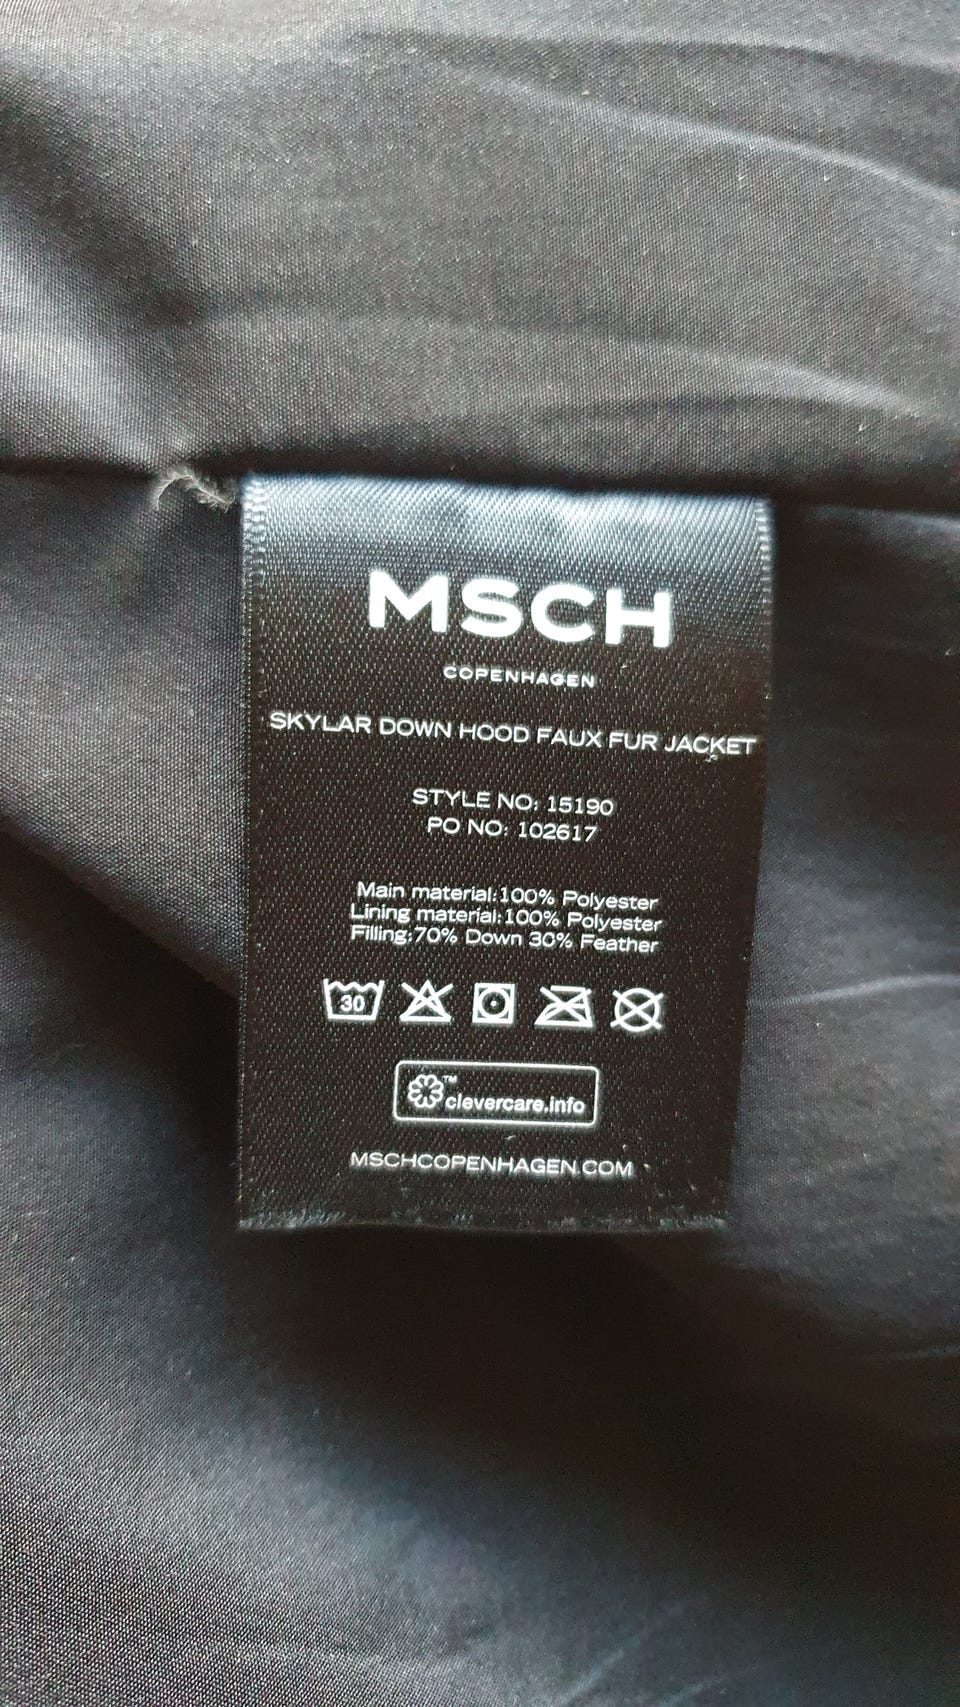 MSCH
COPENHAGEN
SKYLAR DOWN HOOD FAUX FUR JACKET
STYLE NO: 15190
PO NO: 102617
Main material:100% Polyester
Lining material:100% Polyester
Filling:70% Down 30% Feather
30
clevercare.info™
MSCHCOPENHAGEN.COM